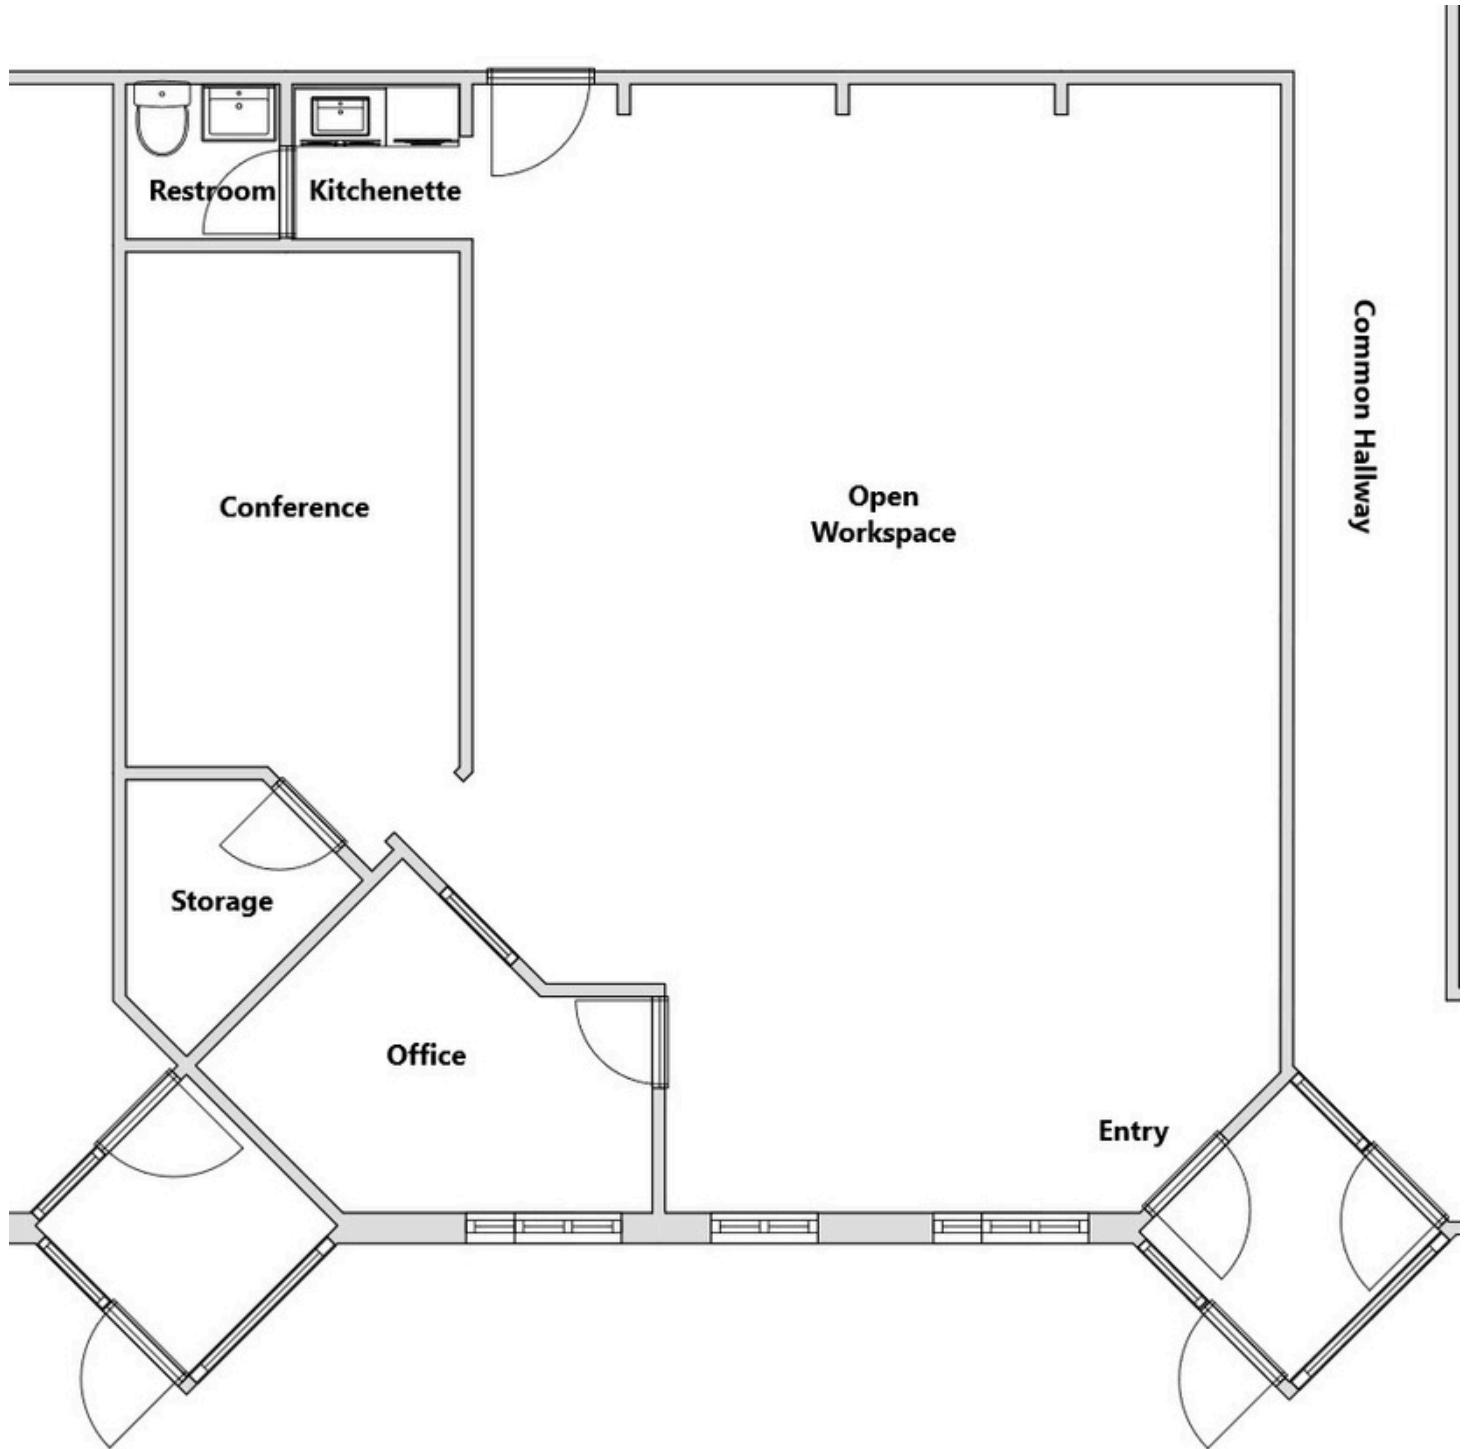 Restroom
Kitchenette
Common Hallway
Conference
Open
Workspace
Storage
Office
Entry